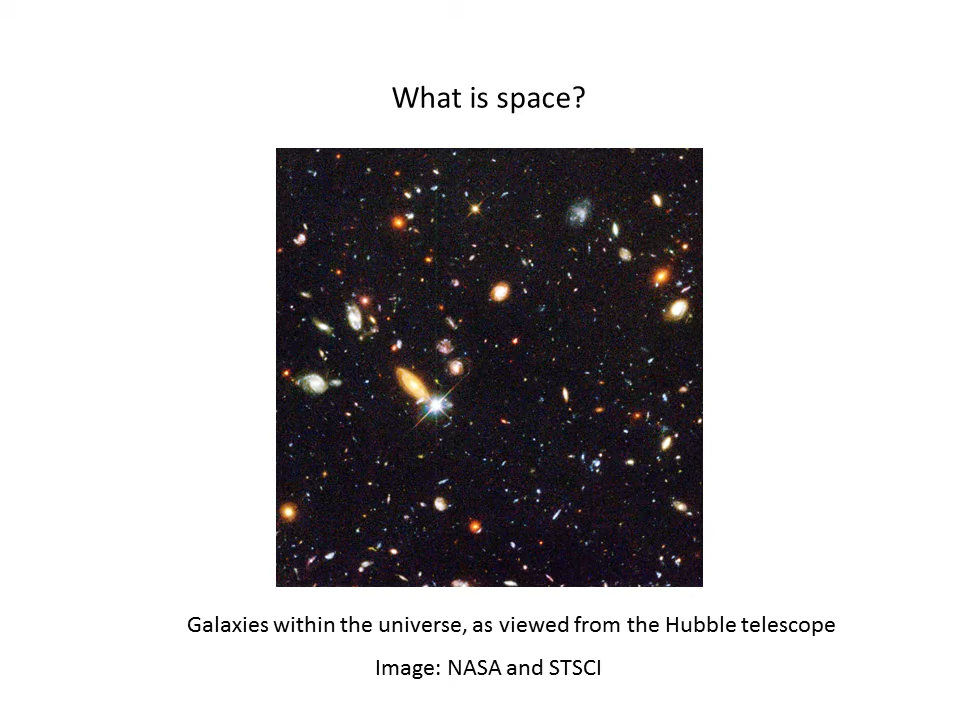 What is space?
Galaxies within the universe, as viewed from the Hubble telescope
Image: NASA and STSCI